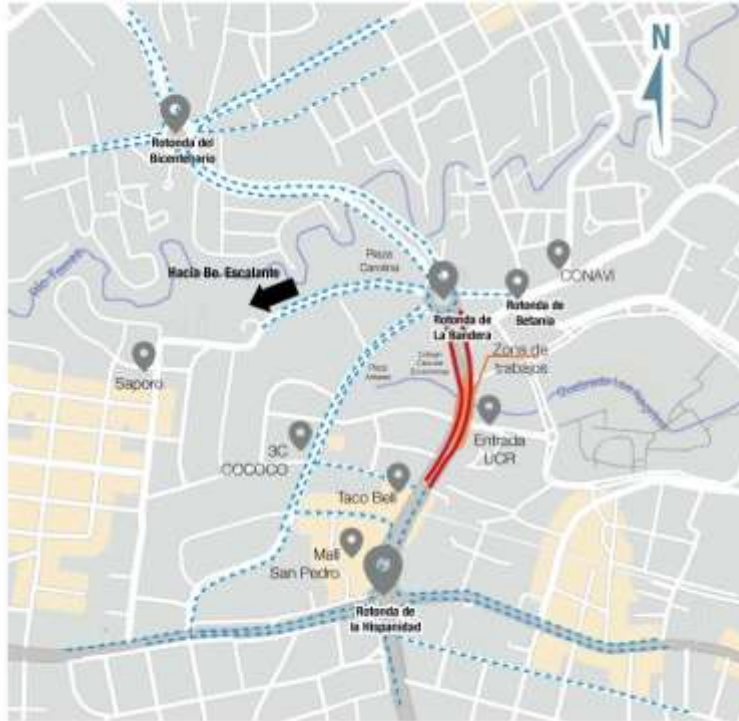 N
Rotonda del
Bicentenario
Hacia Bo. Escalante
Plaza
Carolina
CONAVI
Rotonda de
Betania
Rotonda de
La Bandera
Zona de
trabajos
Saporo
Entrada
UCR
3C
COCOCO
Taco Bell
Mall
San Pedro
Rotonda de
la Hispanidad